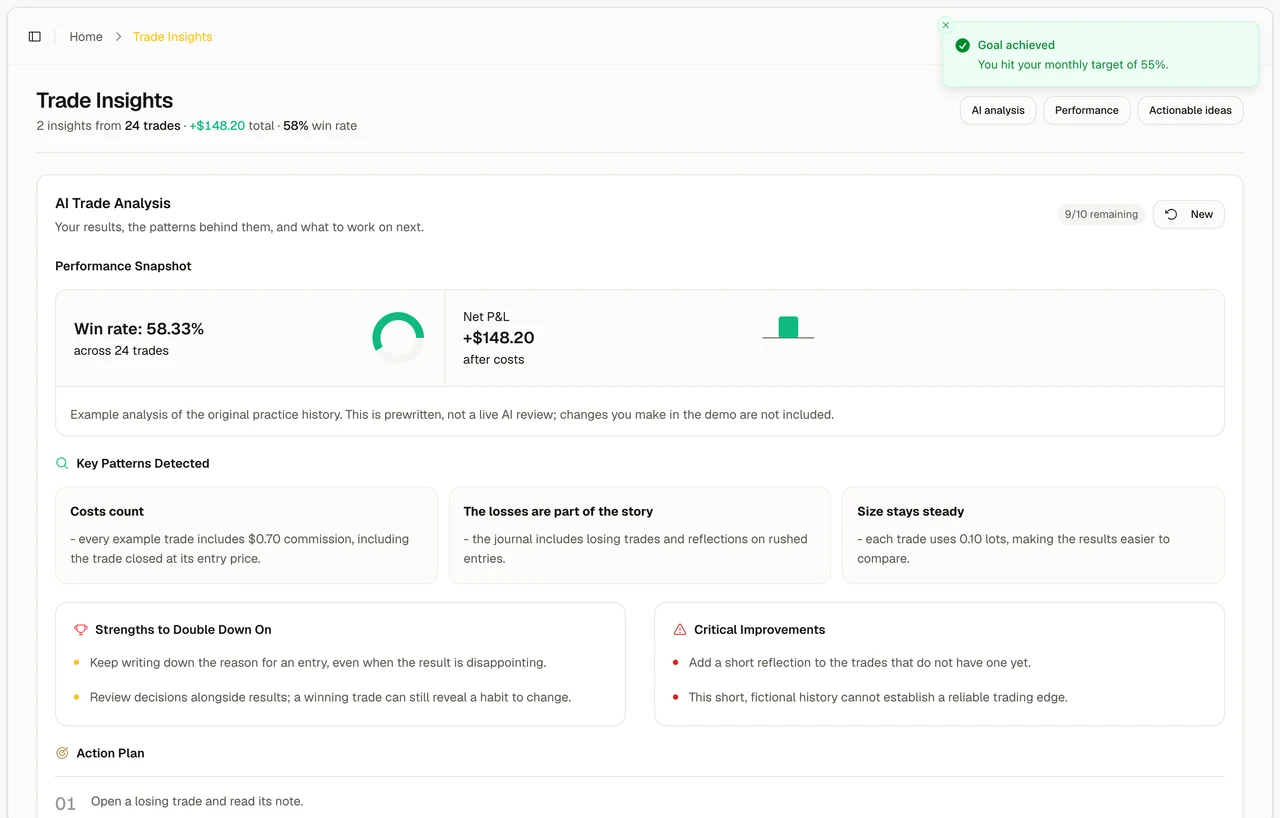 Home
Trade Insights
Goal achieved
You hit your monthly target of 55%.
Trade Insights
2 insights from 24 trades · +$148.20 total · 58% win rate
AI analysis
Performance
Actionable ideas
AI Trade Analysis
Your results, the patterns behind them, and what to work on next.
9/10 remaining
New
Performance Snapshot
Win rate: 58.33%
across 24 trades
Net P&L
+$148.20
after costs
Example analysis of the original practice history. This is prewritten, not a live AI review; changes you make in the demo are not included.
Key Patterns Detected
Costs count
- every example trade includes $0.70 commission, including
the trade closed at its entry price.
The losses are part of the story
- the journal includes losing trades and reflections on rushed
entries.
Size stays steady
- each trade uses 0.10 lots, making the results easier to
compare.
Strengths to Double Down On
Keep writing down the reason for an entry, even when the result is disappointing.
Review decisions alongside results; a winning trade can still reveal a habit to change.
Critical Improvements
Add a short reflection to the trades that do not have one yet.
This short, fictional history cannot establish a reliable trading edge.
Action Plan
01 Open a losing trade and read its note.